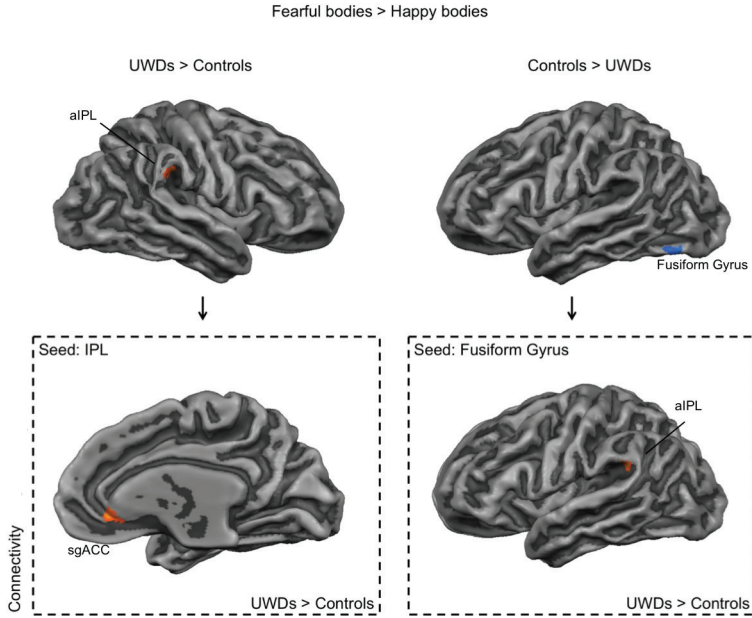 Fearful bodies > Happy bodies
UWDs > Controls
Controls > UWDs
aIPL
Fusiform Gyrus
Seed: IPL
Seed: Fusiform Gyrus
aIPL
sgACC
Connectivity
UWDs > Controls
UWDs > Controls